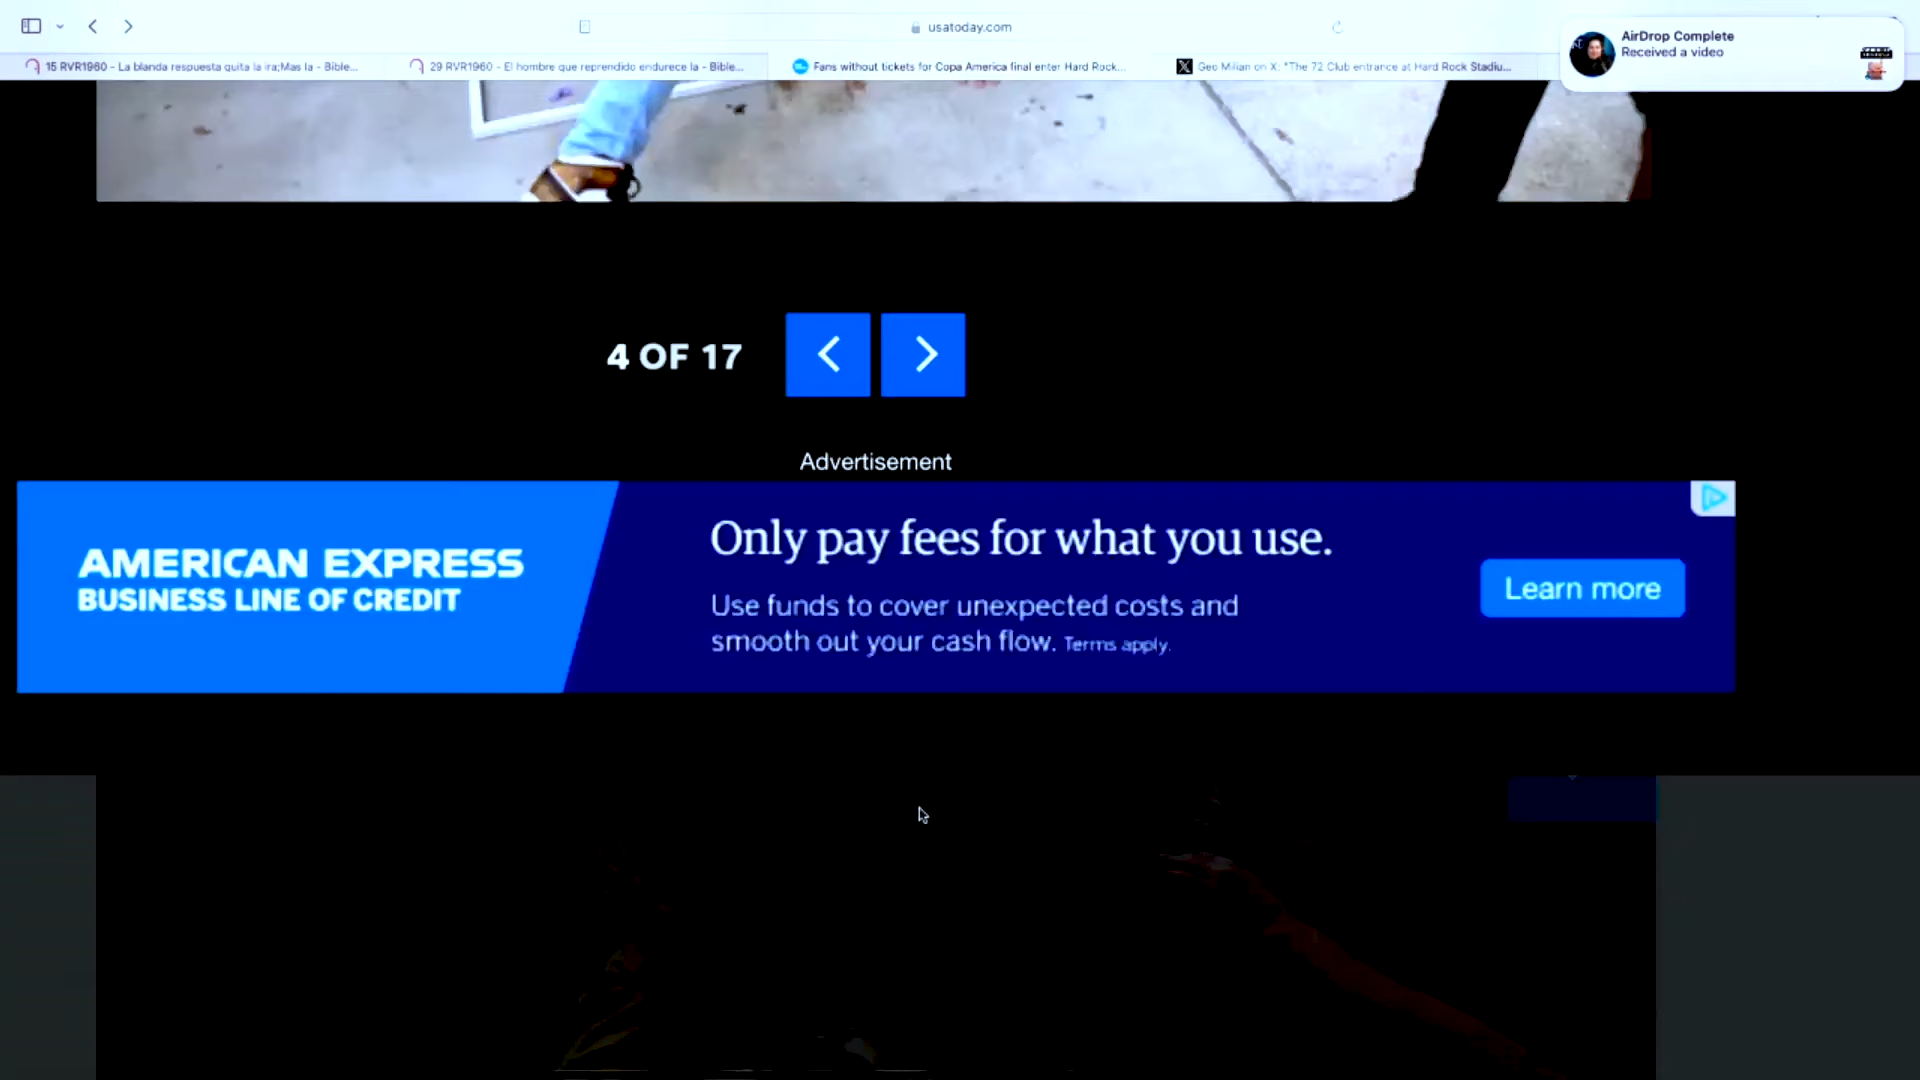 usatoday.com
AirDrop Complete
Received a video
15 RVR1960 - La blanda respuesta quita la ira;Mas la - Bible...
29 RVR1960 - El hombre que reprendido endurece la - Bible...
Fans without tickets for Copa America final enter Hard Rock...
Geo Milian on X: "The 72 Club entrance at Hard Rock Stadiu...
4 OF 17
Advertisement
AMERICAN EXPRESS
BUSINESS LINE OF CREDIT
Only pay fees for what you use.
Use funds to cover unexpected costs and
smooth out your cash flow. Terms apply.
Learn more